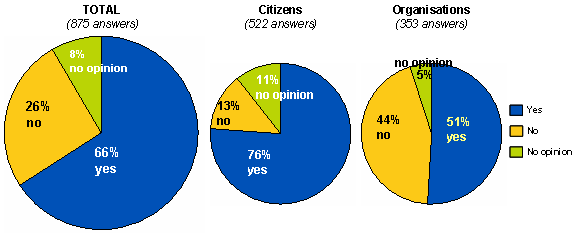 TOTAL
(875 answers)
8%
no opinion
26%
no
66%
yes
Citizens
(522 answers)
11%
no opinion
13%
no
76%
yes
Organisations
(353 answers)
no opinion
5%
44%
no
51%
yes
Yes
No
No opinion